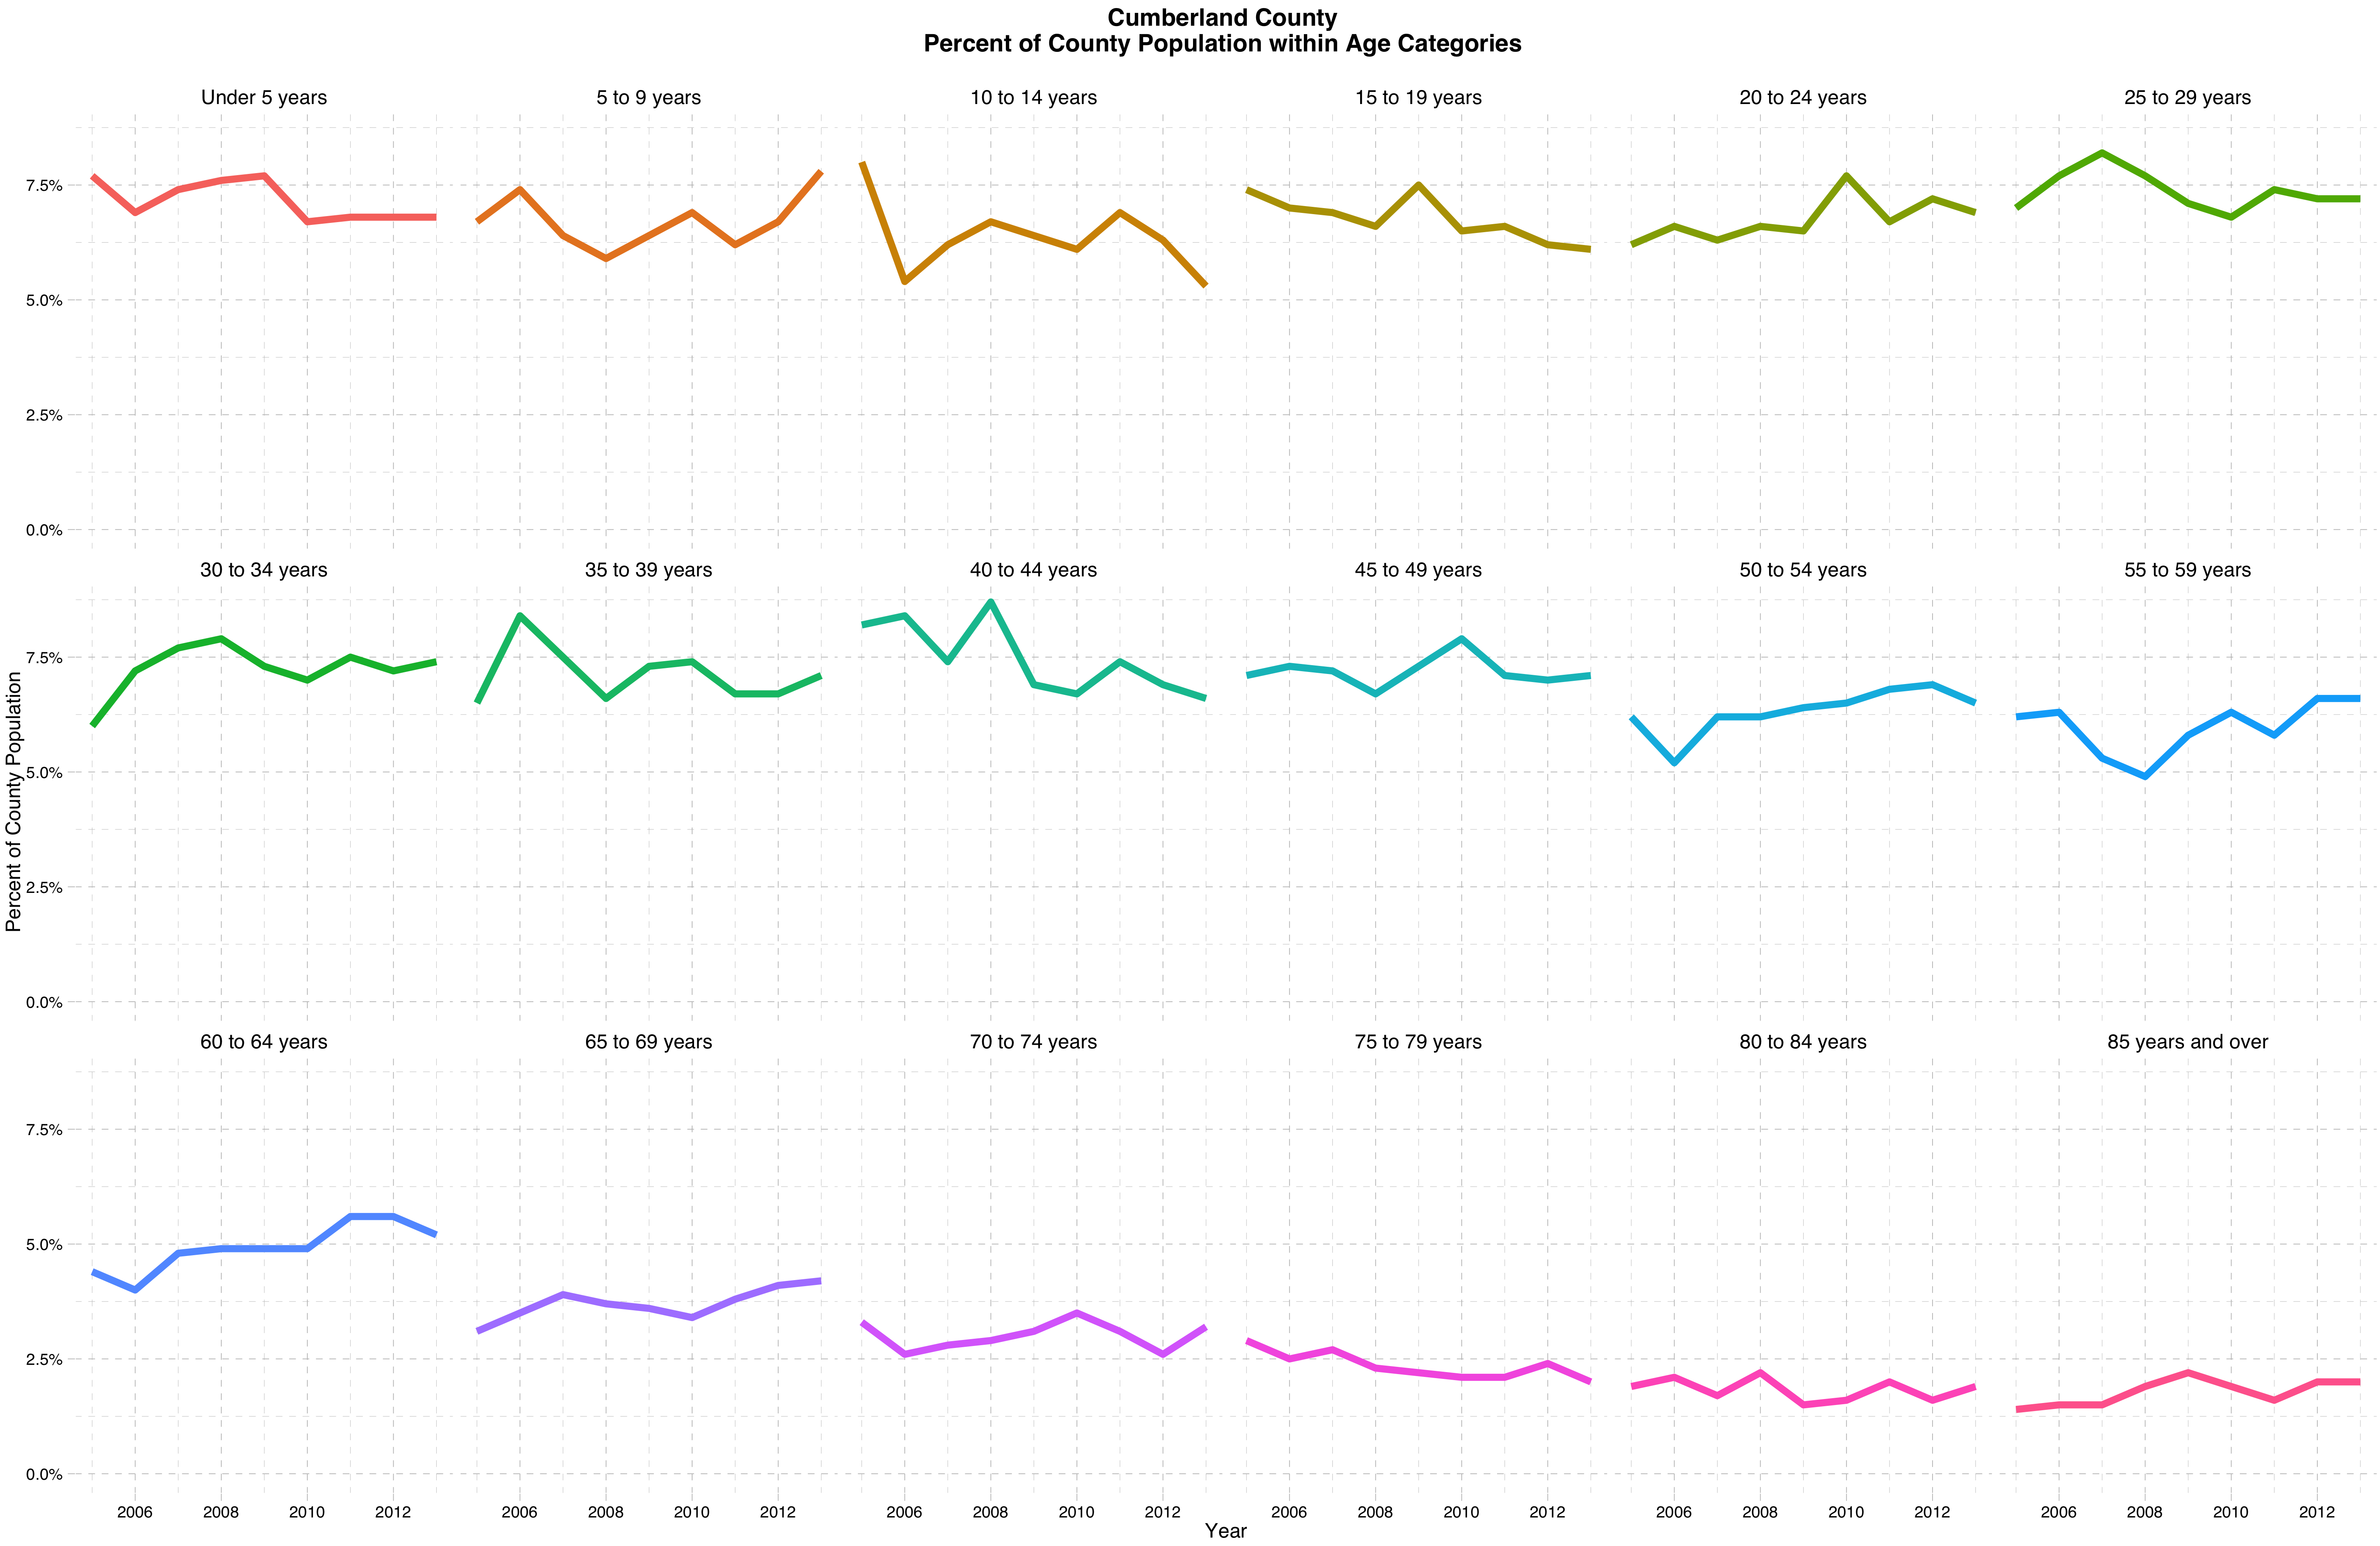 Cumberland County
Percent of County Population within Age Categories
Under 5 years
5 to 9 years
10 to 14 years
15 to 19 years
20 to 24 years
25 to 29 years
7.5%
5.0%
2.5%
0.0%
30 to 34 years
35 to 39 years
40 to 44 years
45 to 49 years
50 to 54 years
55 to 59 years
7.5%
5.0%
2.5%
0.0%
Percent of County Population
60 to 64 years
65 to 69 years
70 to 74 years
75 to 79 years
80 to 84 years
85 years and over
7.5%
5.0%
2.5%
0.0%
2006 2008 2010 2012
2006 2008 2010 2012
2006 2008 2010 2012
2006 2008 2010 2012
2006 2008 2010 2012
2006 2008 2010 2012
Year